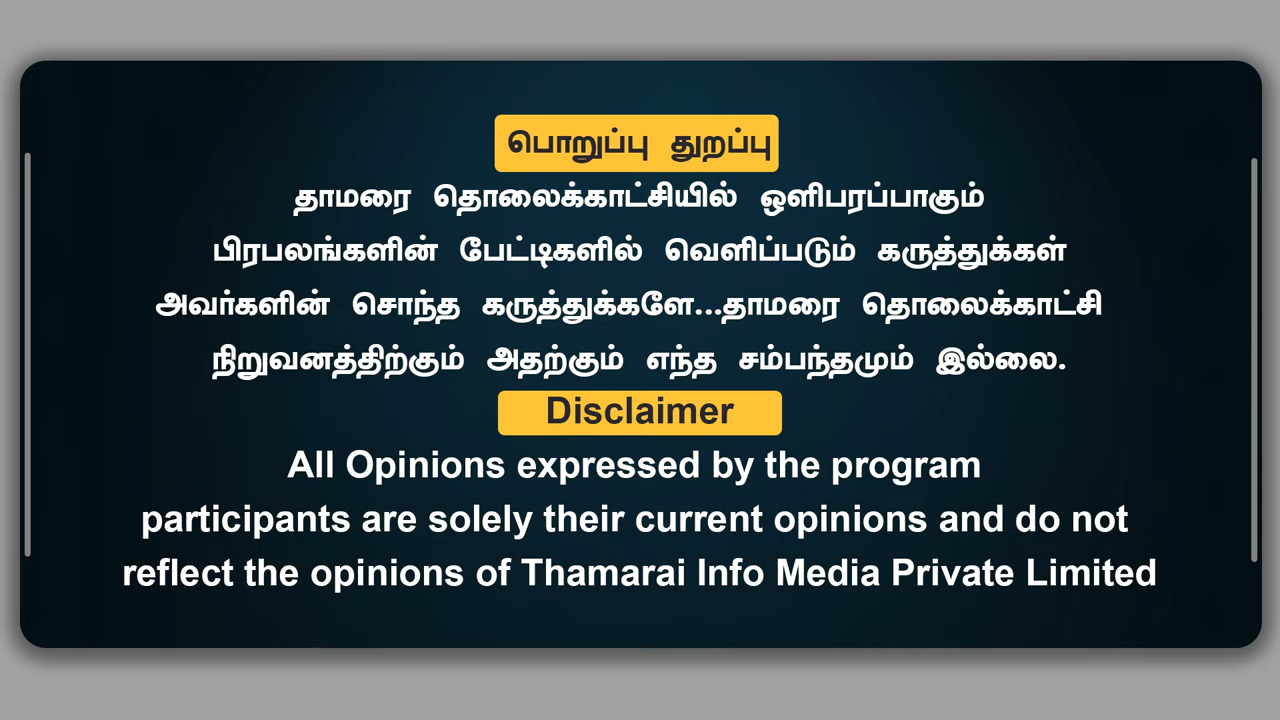 பொறுப்பு துறப்பு
தாமரை தொலைக்காட்சியில் ஒளிபரப்பாகும்
பிரபலங்களின் பேட்டிகளில் வெளிப்படும் கருத்துக்கள்
அவர்களின் சொந்த கருத்துக்களே...தாமரை தொலைக்காட்சி
நிறுவனத்திற்கும் அதற்கும் எந்த சம்பந்தமும் இல்லை.
Disclaimer
All Opinions expressed by the program
participants are solely their current opinions and do not
reflect the opinions of Thamarai Info Media Private Limited